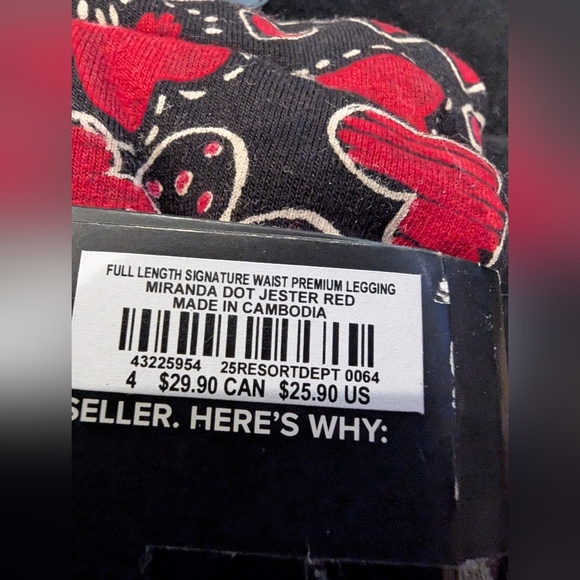 FULL LENGTH SIGNATURE WAIST PREMIUM LEGGING
MIRANDA DOT JESTER RED
MADE IN CAMBODIA
43225954 25RESORTDEPT 0064
4 $29.90 CAN $25.90 US
SELLER. HERE'S WHY: